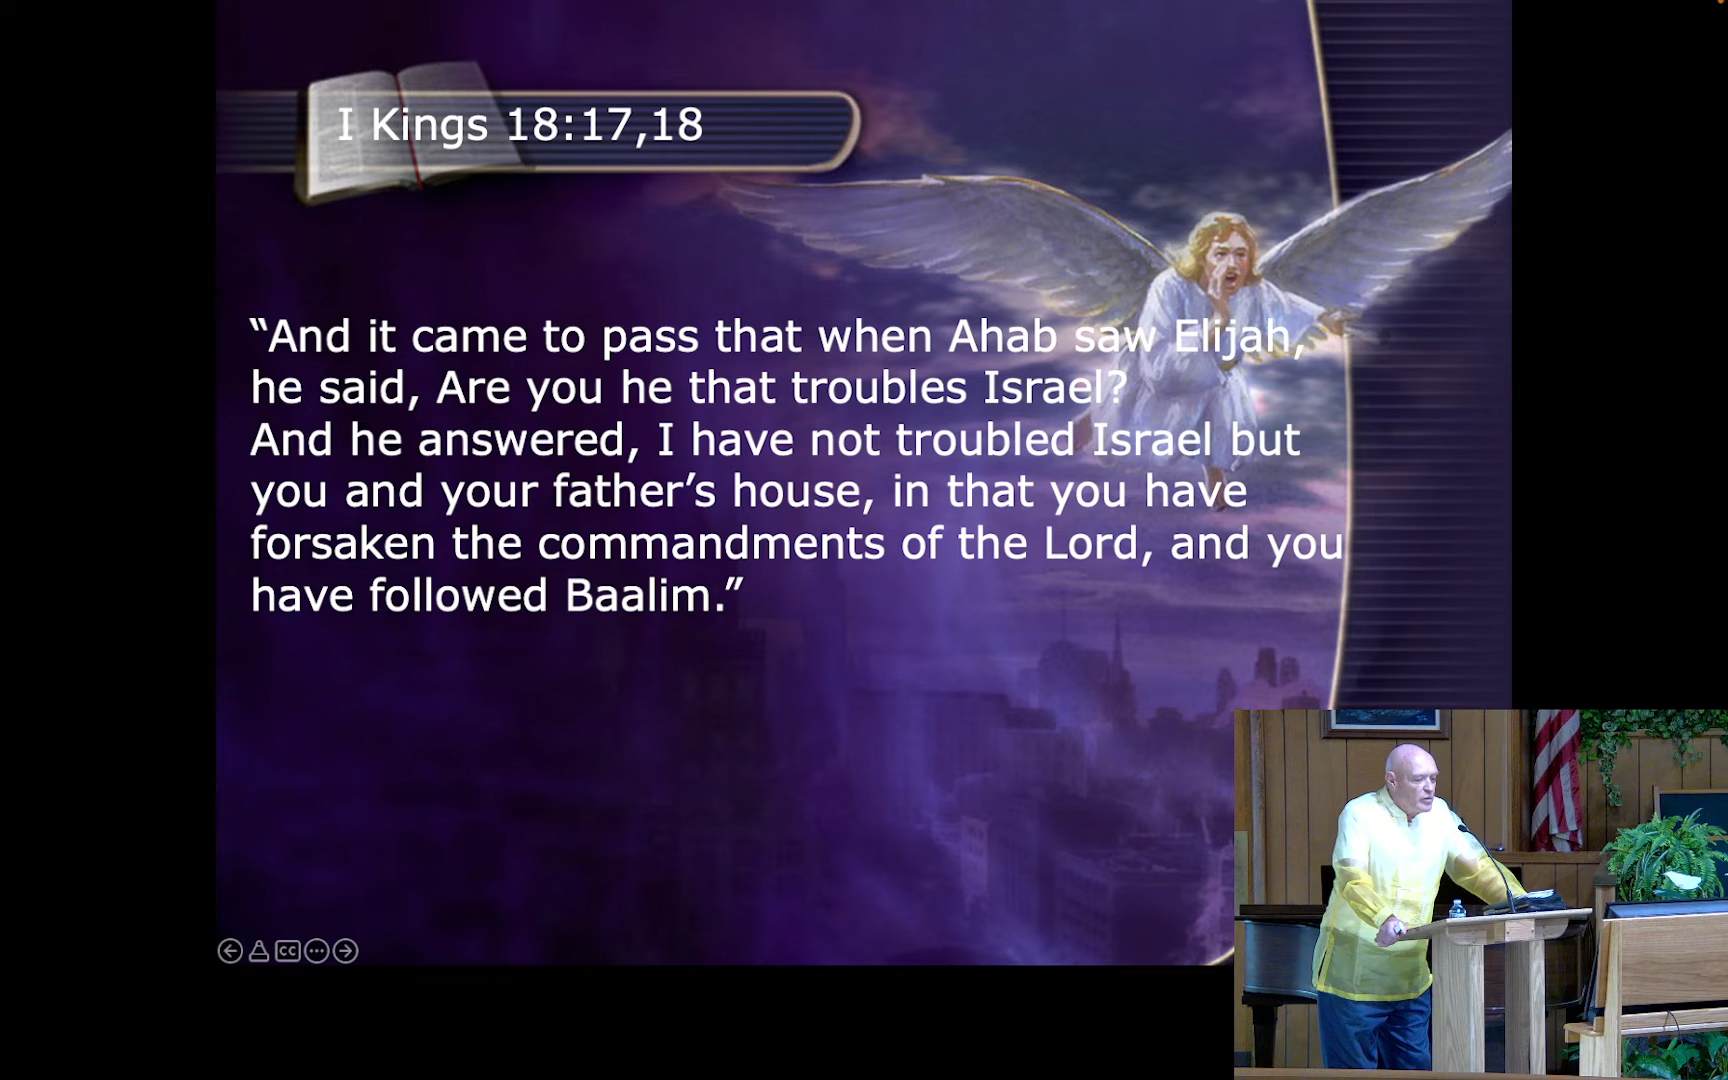 I Kings 18:17,18
“And it came to pass that when Ahab saw Elijah,
he said, Are you he that troubles Israel?
And he answered, I have not troubled Israel but
you and your father’s house, in that you have
forsaken the commandments of the Lord, and you
have followed Baalim.”
CC